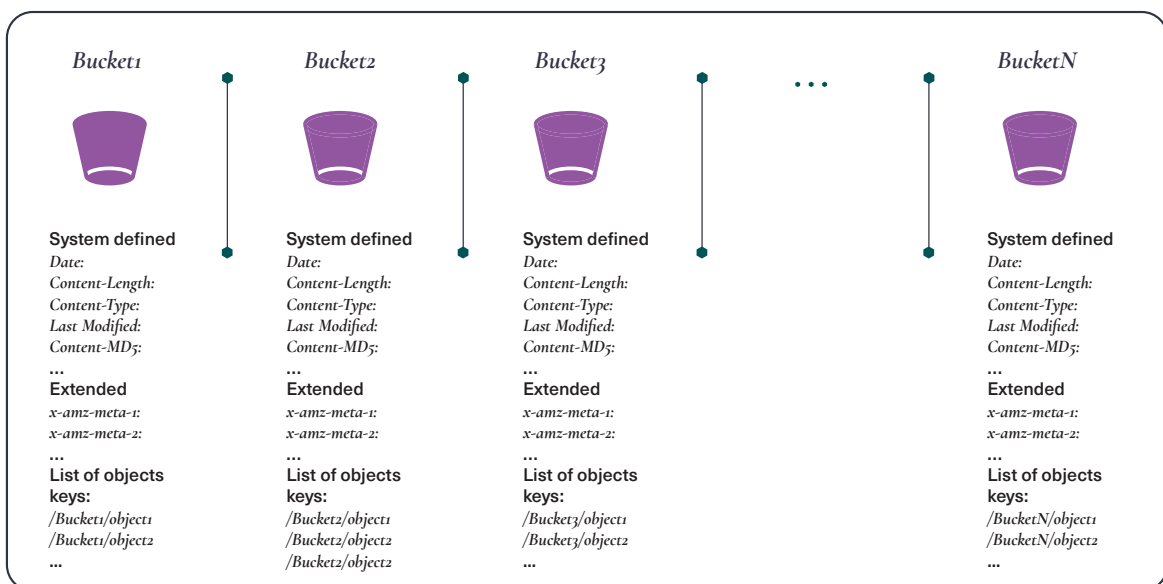 Bucket1
System defined
Date:
Content-Length:
Content-Type:
Last Modified:
Content-MD5:
...
Extended
x-amz-meta-1:
x-amz-meta-2:
...
List of objects
keys:
/Bucket1/object1
/Bucket1/object2
...
Bucket2
System defined
Date:
Content-Length:
Content-Type:
Last Modified:
Content-MD5:
...
Extended
x-amz-meta-1:
x-amz-meta-2:
...
List of objects
keys:
/Bucket2/object1
/Bucket2/object2
/Bucket2/object2
Bucket3
System defined
Date:
Content-Length:
Content-Type:
Last Modified:
Content-MD5:
...
Extended
x-amz-meta-1:
x-amz-meta-2:
...
List of objects
keys:
/Bucket3/object1
/Bucket3/object2
...
...
BucketN
System defined
Date:
Content-Length:
Content-Type:
Last Modified:
Content-MD5:
...
Extended
x-amz-meta-1:
x-amz-meta-2:
...
List of objects
keys:
/BucketN/object1
/BucketN/object2
...